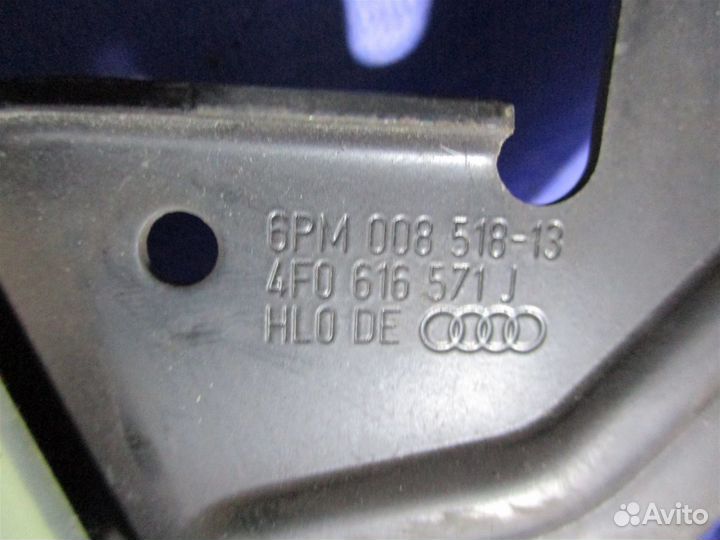 6PM 008 518-13
4F0 616 571 J
HLO DE
Avito